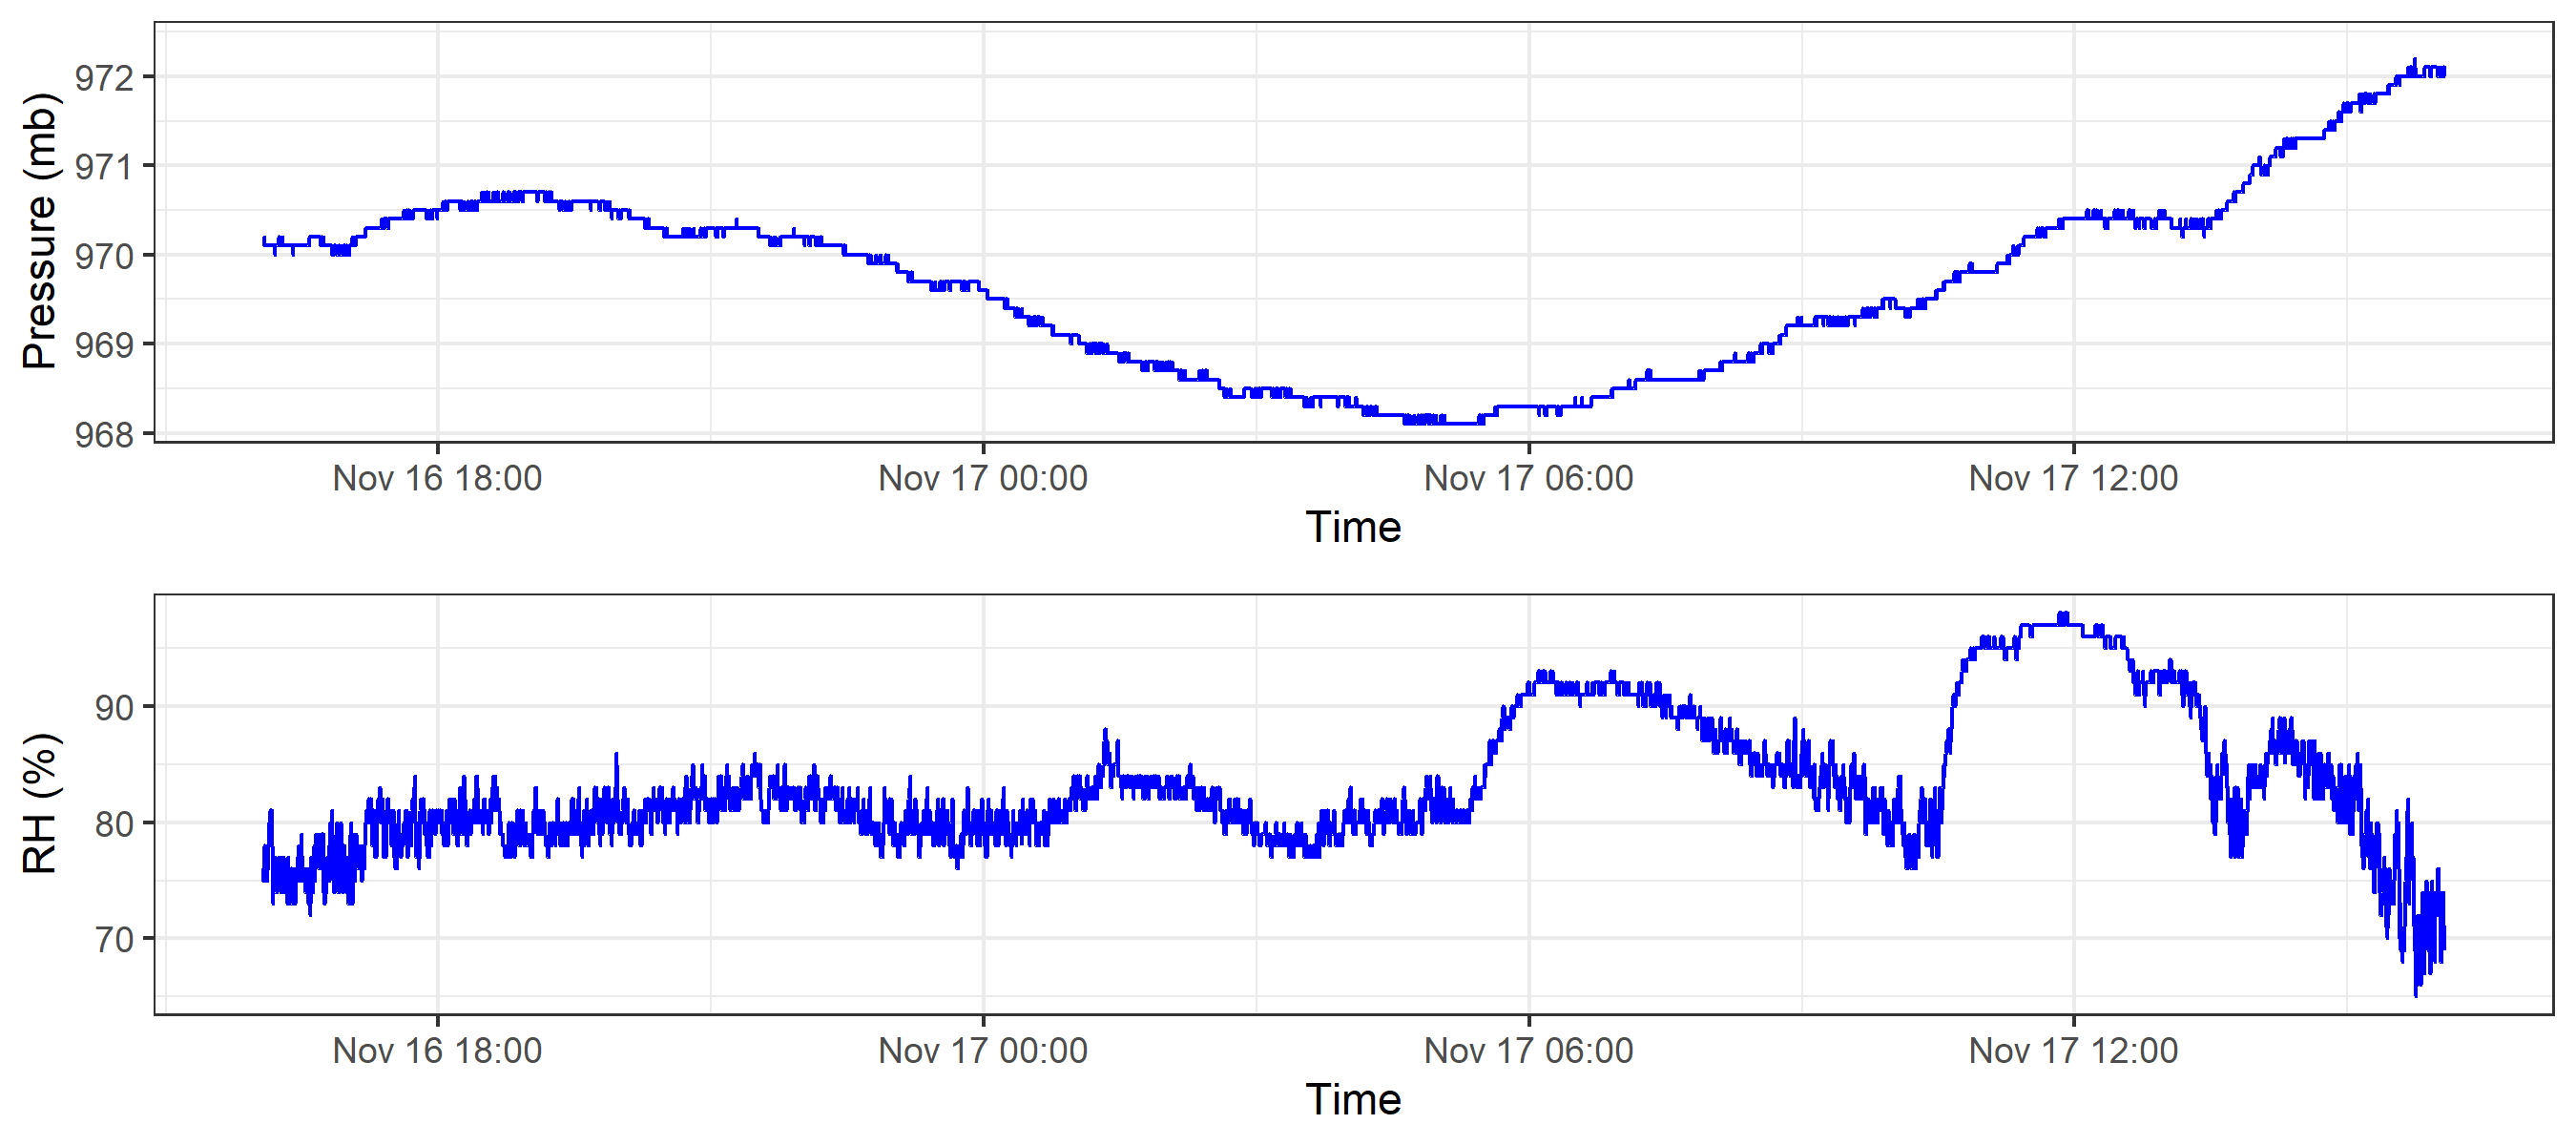 Pressure (mb)
972
971
970
969
968
Nov 16 18:00
Nov 17 00:00
Nov 17 06:00
Nov 17 12:00
Time
RH (%)
90
80
70
Nov 16 18:00
Nov 17 00:00
Nov 17 06:00
Nov 17 12:00
Time